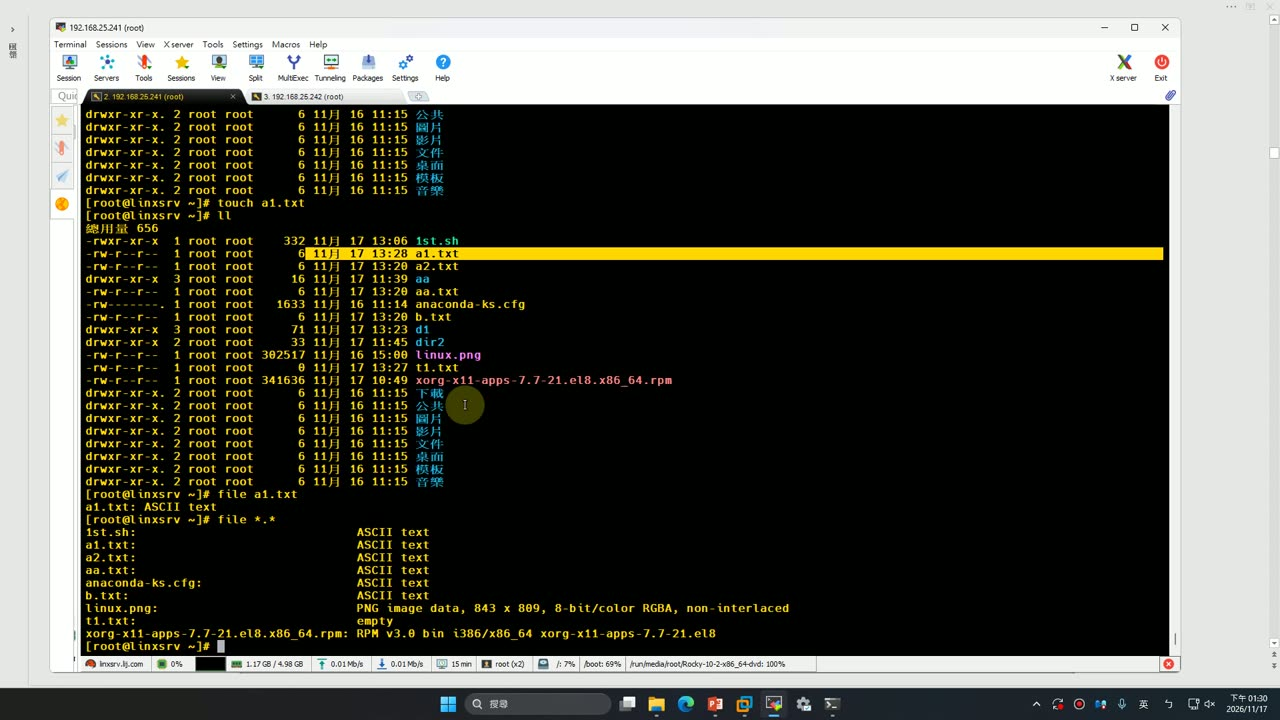 192.168.25.241 (root)
Terminal Sessions View X server Tools Settings Macros Help
Session Servers Tools Sessions View Split MultiExec Tunneling Packages Settings Help X server Exit
Quic 2. 192.168.25.241 (root) 3. 192.168.25.242 (root)
drwxr-xr-x. 2 root root 6 11月 16 11:15 公共
drwxr-xr-x. 2 root root 6 11月 16 11:15 圖片
drwxr-xr-x. 2 root root 6 11月 16 11:15 影片
drwxr-xr-x. 2 root root 6 11月 16 11:15 文件
drwxr-xr-x. 2 root root 6 11月 16 11:15 桌面
drwxr-xr-x. 2 root root 6 11月 16 11:15 模板
drwxr-xr-x. 2 root root 6 11月 16 11:15 音樂
[root@linxsrv ~]# touch a1.txt
[root@linxsrv ~]# ll
總用量 656
-rwxr-xr-x 1 root root 332 11月 17 13:06 1st.sh
-rw-r--r-- 1 root root 6 11月 17 13:28 a1.txt
-rw-r--r-- 1 root root 6 11月 17 13:20 a2.txt
drwxr-xr-x 3 root root 16 11月 17 11:39 aa
-rw-r--r-- 1 root root 6 11月 17 13:20 aa.txt
-rw-------. 1 root root 1633 11月 16 11:14 anaconda-ks.cfg
-rw-r--r-- 1 root root 6 11月 17 13:20 b.txt
drwxr-xr-x 3 root root 71 11月 17 13:23 d1
drwxr-xr-x 2 root root 33 11月 17 11:45 dir2
-rw-r--r-- 1 root root 302517 11月 16 15:00 linux.png
-rw-r--r-- 1 root root 0 11月 17 13:27 t1.txt
-rw-r--r-- 1 root root 341636 11月 17 10:49 xorg-x11-apps-7.7-21.el8.x86_64.rpm
drwxr-xr-x. 2 root root 6 11月 16 11:15 下載
drwxr-xr-x. 2 root root 6 11月 16 11:15 公共
drwxr-xr-x. 2 root root 6 11月 16 11:15 圖片
drwxr-xr-x. 2 root root 6 11月 16 11:15 影片
drwxr-xr-x. 2 root root 6 11月 16 11:15 文件
drwxr-xr-x. 2 root root 6 11月 16 11:15 桌面
drwxr-xr-x. 2 root root 6 11月 16 11:15 模板
drwxr-xr-x. 2 root root 6 11月 16 11:15 音樂
[root@linxsrv ~]# file a1.txt
a1.txt: ASCII text
[root@linxsrv ~]# file *.*
1st.sh: ASCII text
a1.txt: ASCII text
a2.txt: ASCII text
aa.txt: ASCII text
anaconda-ks.cfg: ASCII text
b.txt: ASCII text
linux.png: PNG image data, 843 x 809, 8-bit/color RGBA, non-interlaced
t1.txt: empty
xorg-x11-apps-7.7-21.el8.x86_64.rpm: RPM v3.0 bin i386/x86_64 xorg-x11-apps-7.7-21.el8
[root@linxsrv ~]#
linxsrv.lij.com 0% 1.17 GB / 4.98 GB 0.01 Mb/s 0.01 Mb/s 15 min root (x2) /: 7% /boot: 69% /run/media/root/Rocky-10-2-x86_64-dvd: 100%
搜尋 英 下午 01:30
2026/11/17